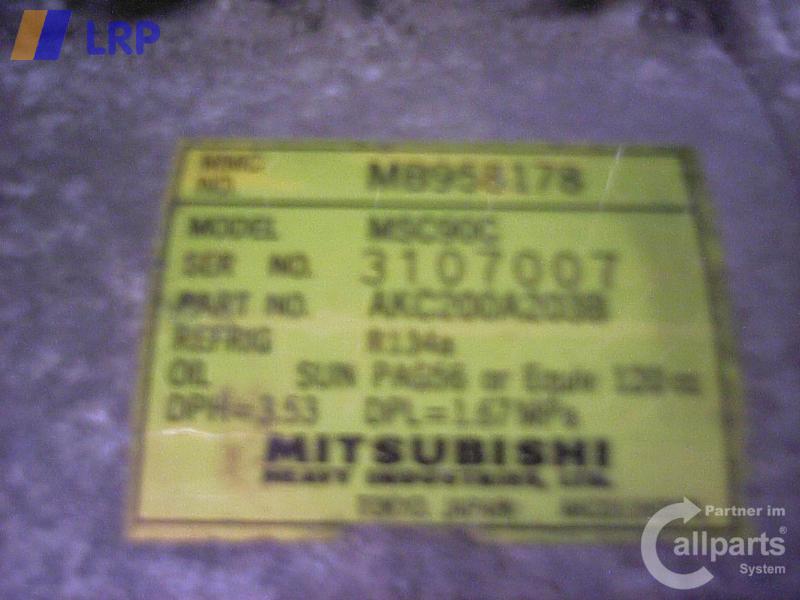 LRP
MMC
NO. MB958178
MODEL MSC90C
SER NO. 3107007
PART NO. AKC200A203B
REFRIG R134a
OIL SUN PAG56 or Equiv 120 cc
DPH=3.53 DPL=1.67 MPa
MITSUBISHI
HEAVY INDUSTRIES, LTD.
TOKYO, JAPAN
Partner im
Callparts
System